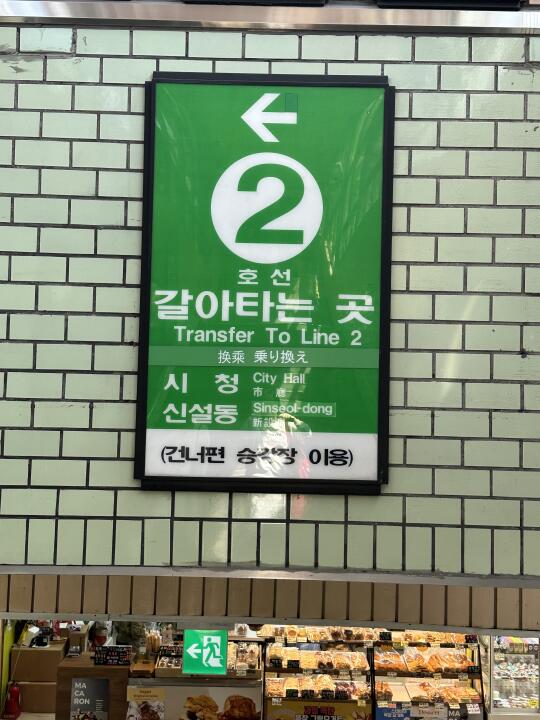 2
호 선
갈아타는 곳
Transfer To Line 2
換乘 乗り換え
시 청 City Hall
市 廳
신설동 Sinseol-dong
新設
(건너편 승강장 이용)
MA
CA
RON